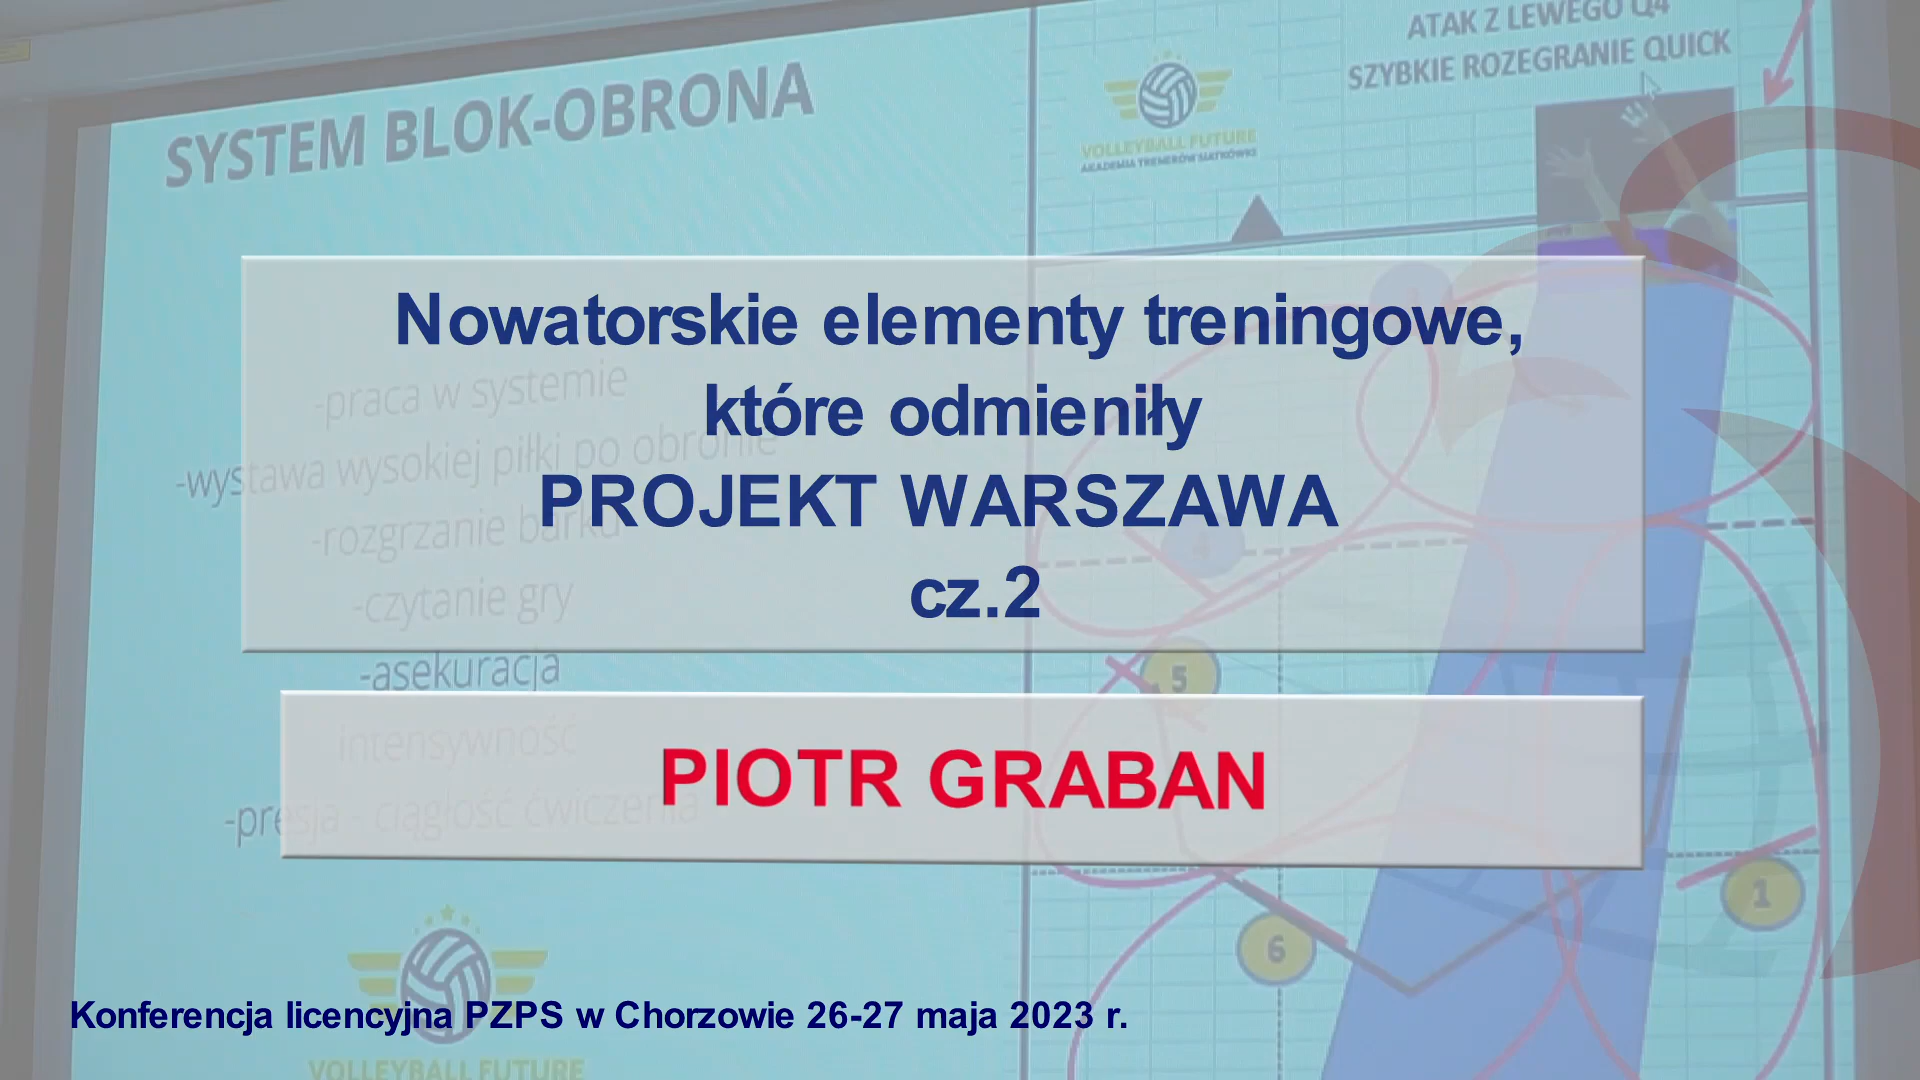 SYSTEM BLOK-OBRONA
ATAK Z LEWEGO Q4
SZYBKIE ROZEGRANIE QUICK
VOLLEYBALL FUTURE
AKADEMIA TRENERÓW SIATKÓWKI
Nowatorskie elementy treningowe,
które odmieniły
PROJEKT WARSZAWA
cz.2
-praca w systemie
-wystawa wysokiej piłki po obronie
-rozgrzanie barku
-czytanie gry
-asekuracja
intensywność
-presja - ciągłość ćwiczenia
4
5
6
1
PIOTR GRABAN
Konferencja licencyjna PZPS w Chorzowie 26-27 maja 2023 r.
VOLLEYBALL FUTURE